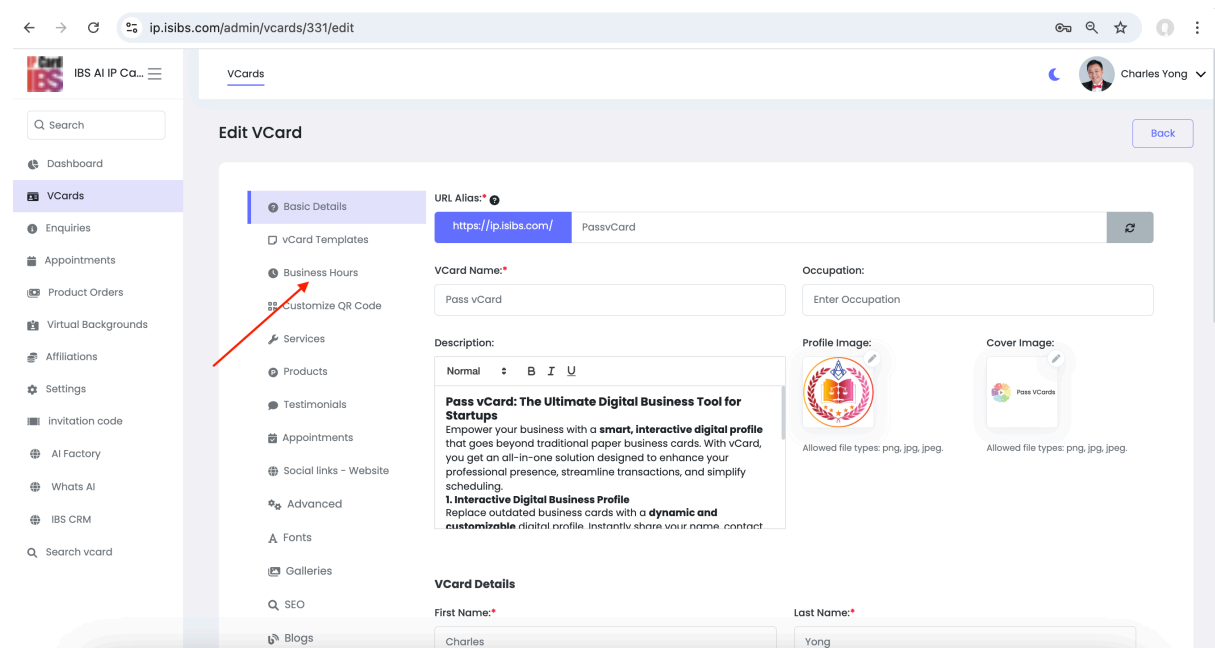 ip.isibs.com/admin/vcards/331/edit
IP Card
IBS
IBS AI IP Ca...
VCards
Charles Yong
Search
Edit VCard
Back
Dashboard
VCards
Enquiries
Appointments
Product Orders
Virtual Backgrounds
Affiliations
Settings
invitation code
AI Factory
Whats AI
IBS CRM
Search vcard
Basic Details
vCard Templates
Business Hours
Customize QR Code
Services
Products
Testimonials
Appointments
Social links - Website
Advanced
Fonts
Galleries
SEO
Blogs
URL Alias:*
https://ip.isibs.com/ PassvCard
VCard Name:* Occupation:
Pass vCard Enter Occupation
Description: Profile Image: Cover Image:
Normal B I U
Pass vCard: The Ultimate Digital Business Tool for
Startups
Empower your business with a smart, interactive digital profile
that goes beyond traditional paper business cards. With vCard,
you get an all-in-one solution designed to enhance your
professional presence, streamline transactions, and simplify
scheduling.
1. Interactive Digital Business Profile
Replace outdated business cards with a dynamic and
customizable digital profile. Instantly share your name, contact
Pass VCards
Allowed file types: png, jpg, jpeg. Allowed file types: png, jpg, jpeg.
VCard Details
First Name:* Last Name:*
Charles Yong